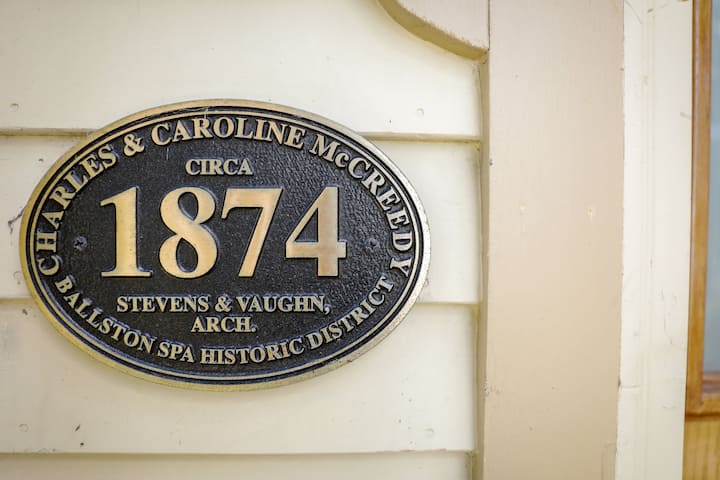 CHARLES & CAROLINE McCREEDY
CIRCA
1874
STEVENS & VAUGHN,
ARCH.
BALLSTON SPA HISTORIC DISTRICT